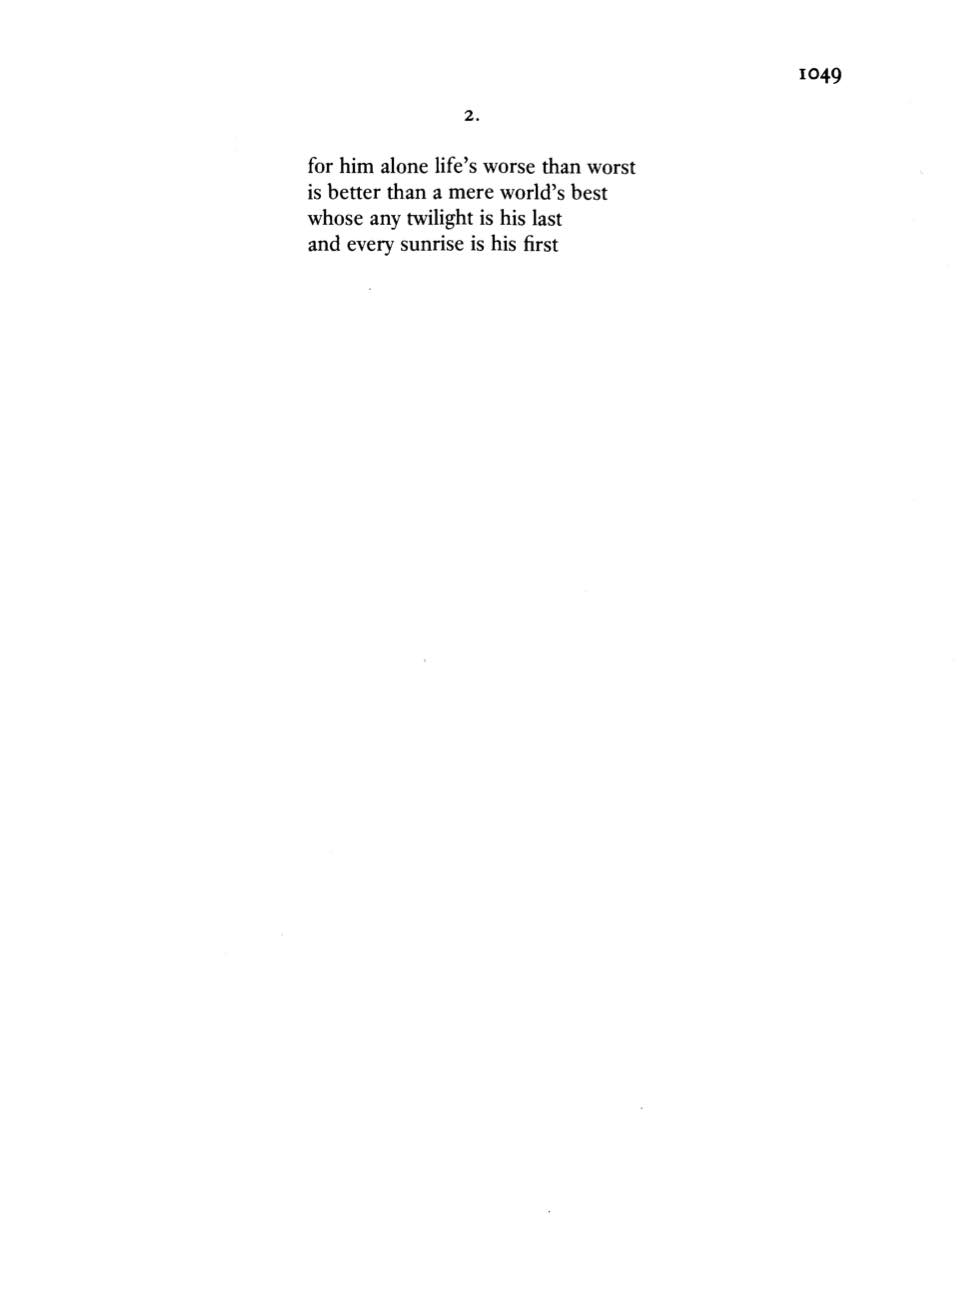 1049
2.
for him alone life's worse than worst
is better than a mere world's best
whose any twilight is his last
and every sunrise is his first